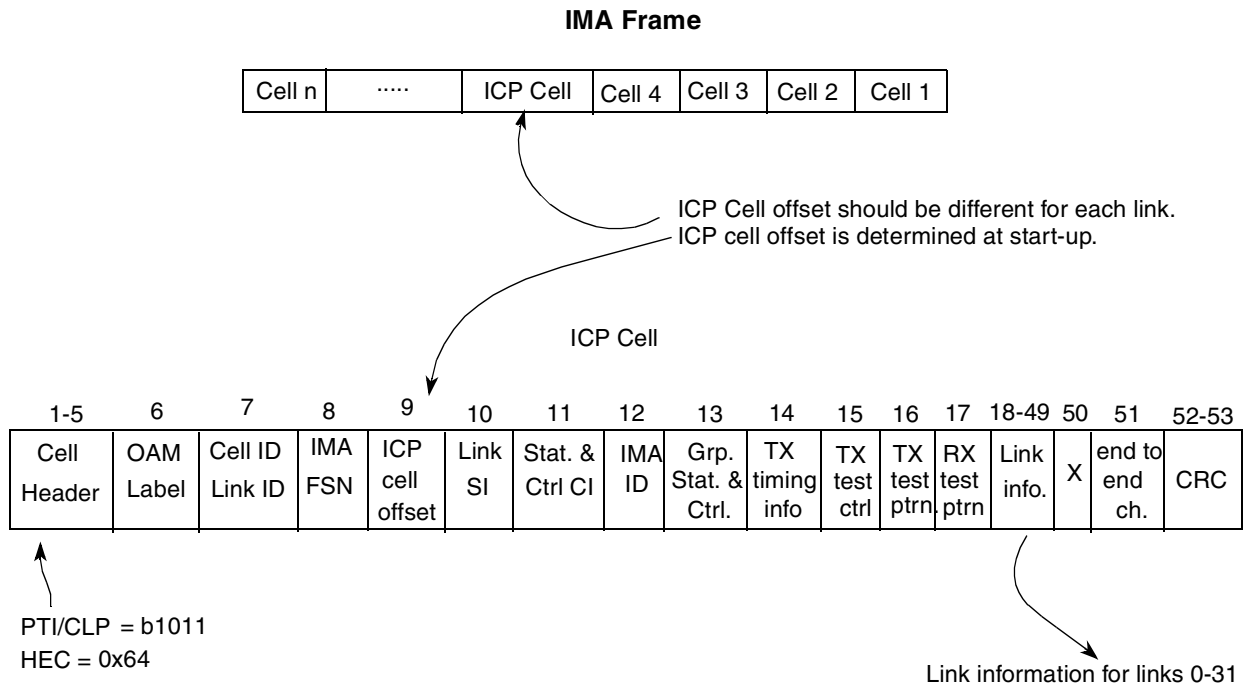 IMA Frame
Cell n ..... ICP Cell Cell 4 Cell 3 Cell 2 Cell 1
ICP Cell offset should be different for each link.
ICP cell offset is determined at start-up.
ICP Cell
1-5 6 7 8 9 10 11 12 13 14 15 16 17 18-49 50 51 52-53
Cell Header
OAM Label
Cell ID Link ID
IMA FSN
ICP cell offset
Link SI
Stat. & Ctrl CI
IMA ID
Grp. Stat. & Ctrl.
TX timing info
TX test ctrl
TX test ptrn.
RX test ptrn
Link info.
X
end to end ch.
CRC
PTI/CLP = b1011
HEC = 0x64
Link information for links 0-31